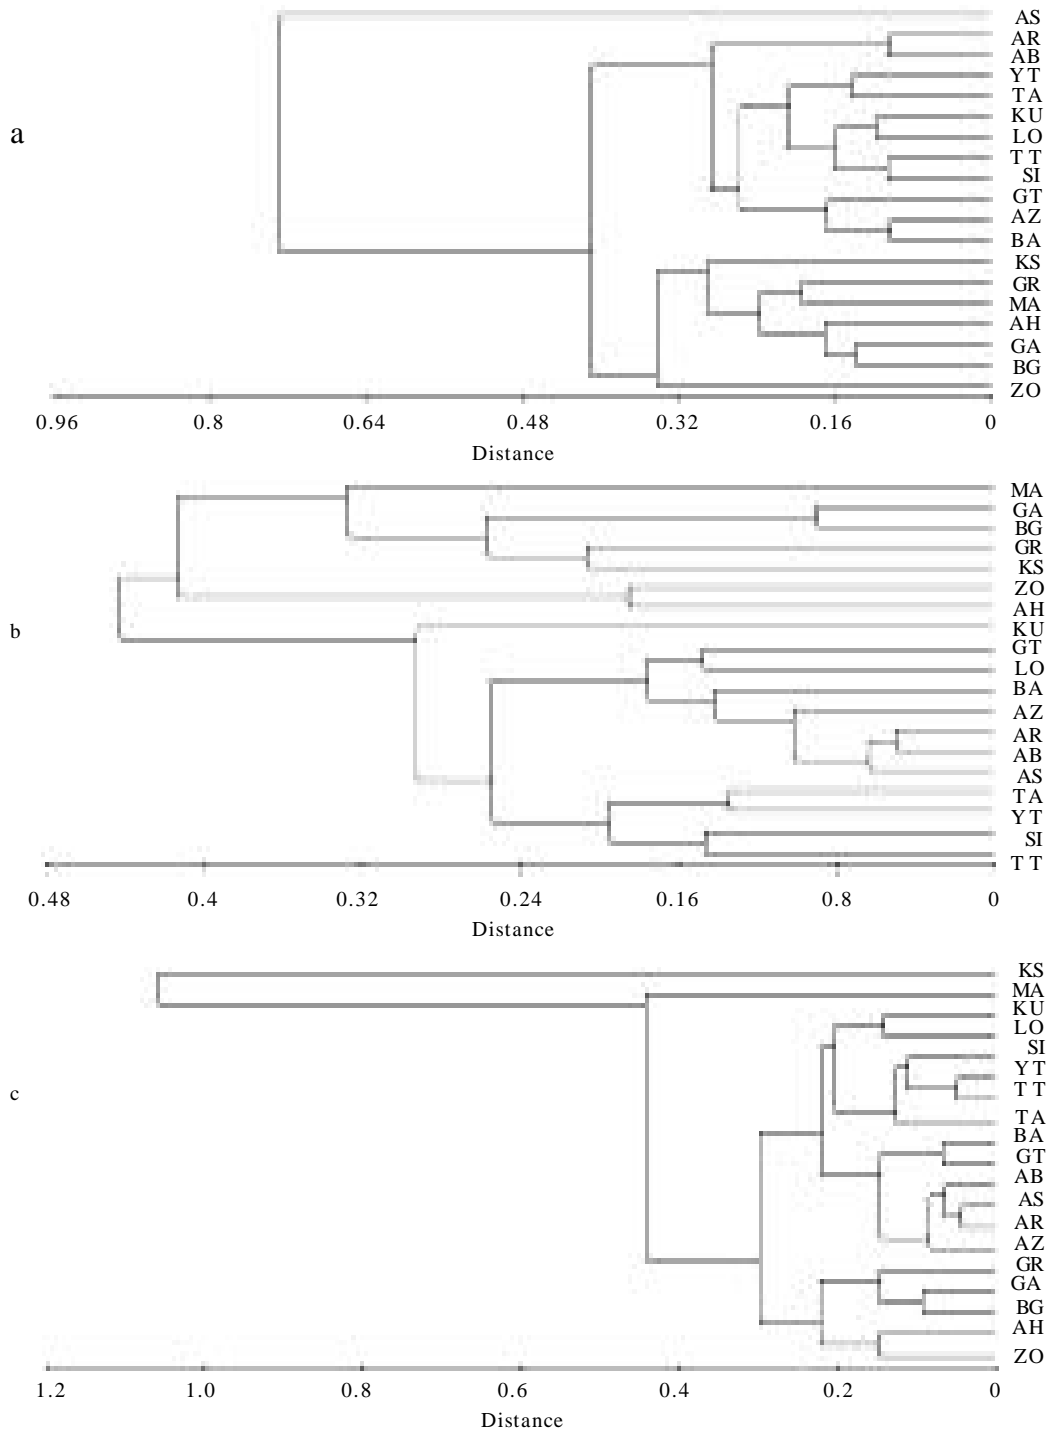 AS
AR
AB
YT
TA
a
KU
LO
TT
SI
GT
AZ
BA
KS
GR
MA
AH
GA
BG
ZO
0.96 0.8 0.64 0.48 0.32 0.16 0
Distance
MA
GA
BG
GR
KS
ZO
AH
b
KU
GT
LO
BA
AZ
AR
AB
AS
TA
YT
SI
TT
0.48 0.4 0.32 0.24 0.16 0.8 0
Distance
KS
MA
KU
LO
SI
YT
c
TT
TA
BA
GT
AB
AS
AR
AZ
GR
GA
BG
AH
ZO
1.2 1.0 0.8 0.6 0.4 0.2 0
Distance